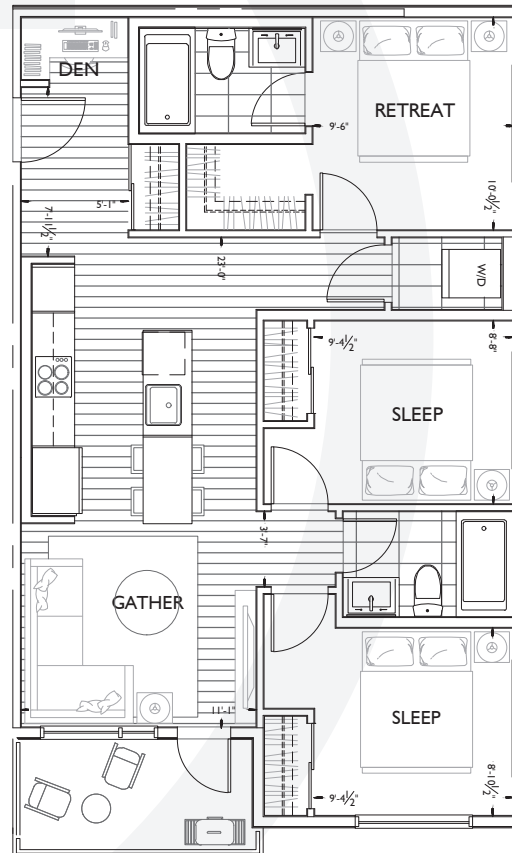 DEN
RETREAT
9'-6"
10'-0½"
5'-1"
7'-11½"
23'-0"
W/D
9'-4½"
8'-8"
SLEEP
3'-7"
GATHER
11'-1"
SLEEP
9'-4½"
8'-10½"